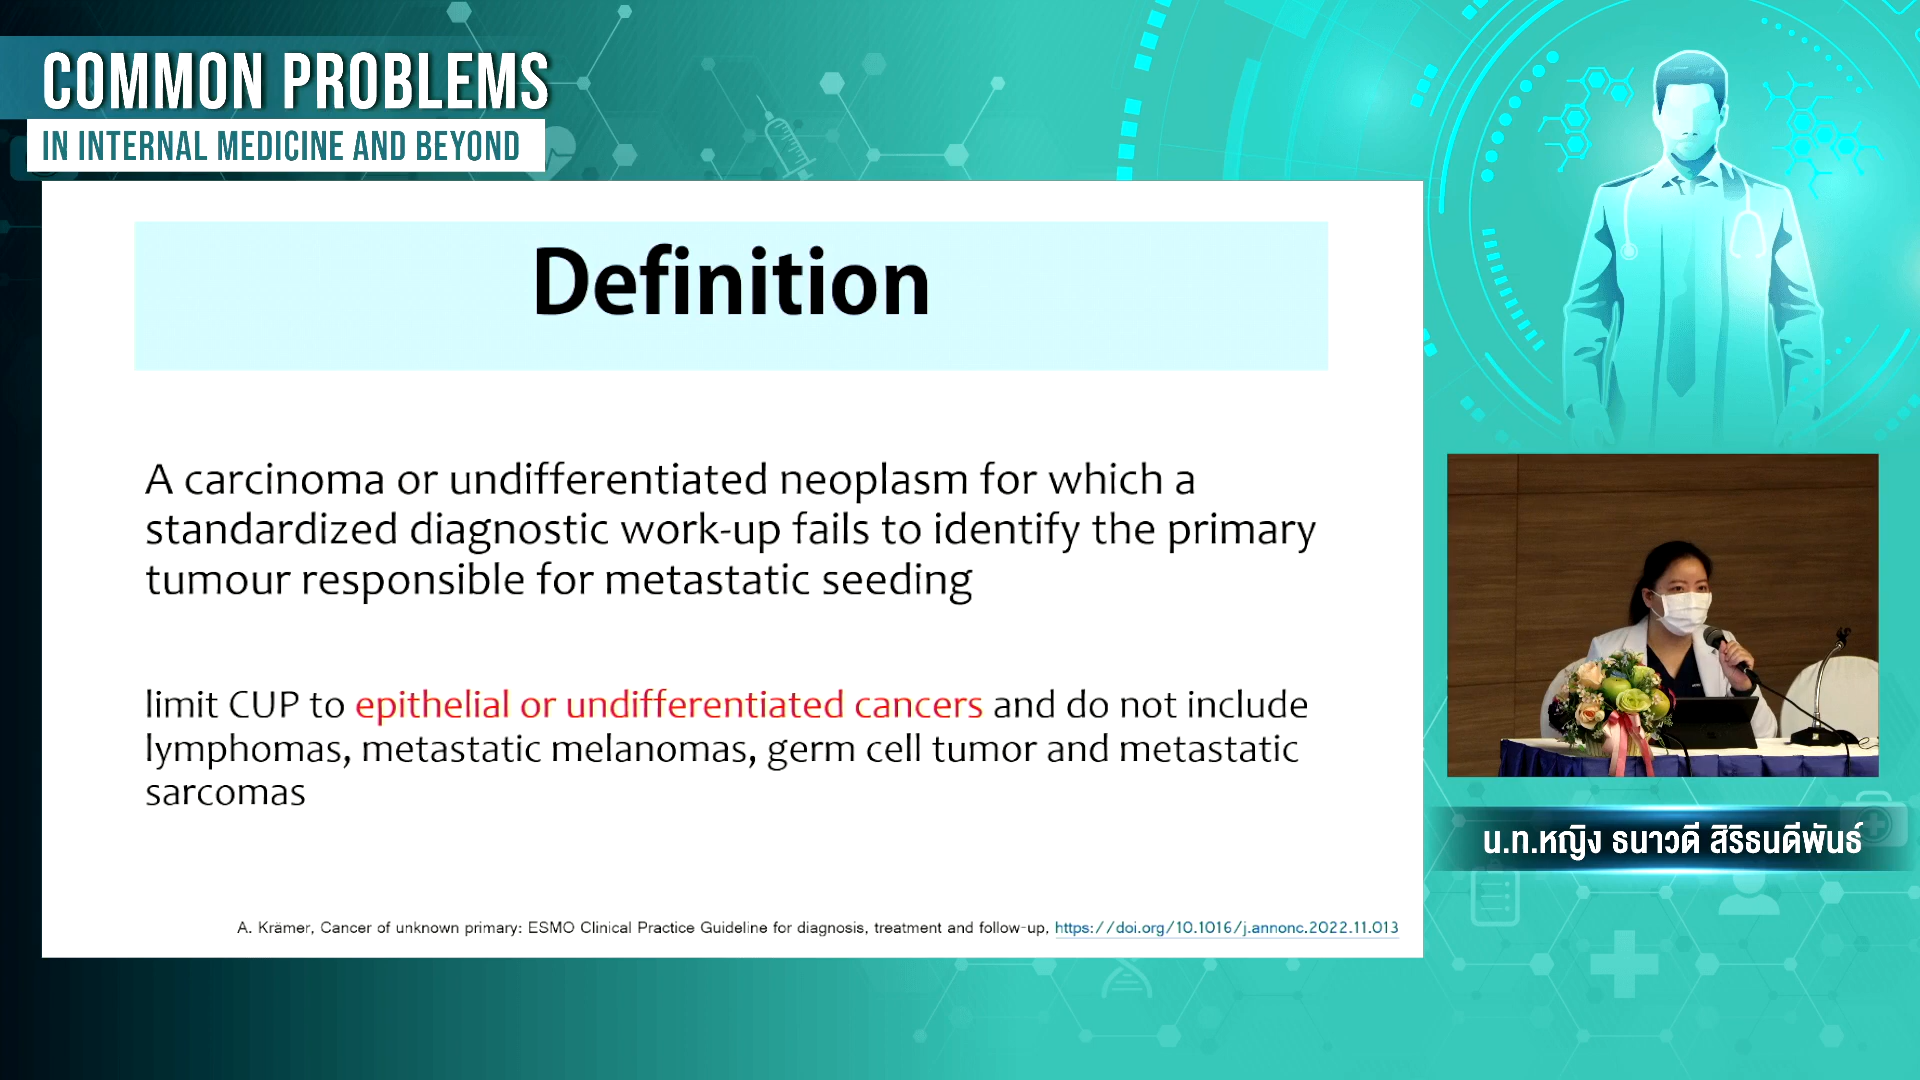 COMMON PROBLEMS
IN INTERNAL MEDICINE AND BEYOND
Definition
A carcinoma or undifferentiated neoplasm for which a
standardized diagnostic work-up fails to identify the primary
tumour responsible for metastatic seeding
limit CUP to epithelial or undifferentiated cancers and do not include
lymphomas, metastatic melanomas, germ cell tumor and metastatic
sarcomas
A. Krämer, Cancer of unknown primary: ESMO Clinical Practice Guideline for diagnosis, treatment and follow-up, https://doi.org/10.1016/j.annonc.2022.11.013
น.ท.หญิง ธนาวดี สิริธนดีพันธ์